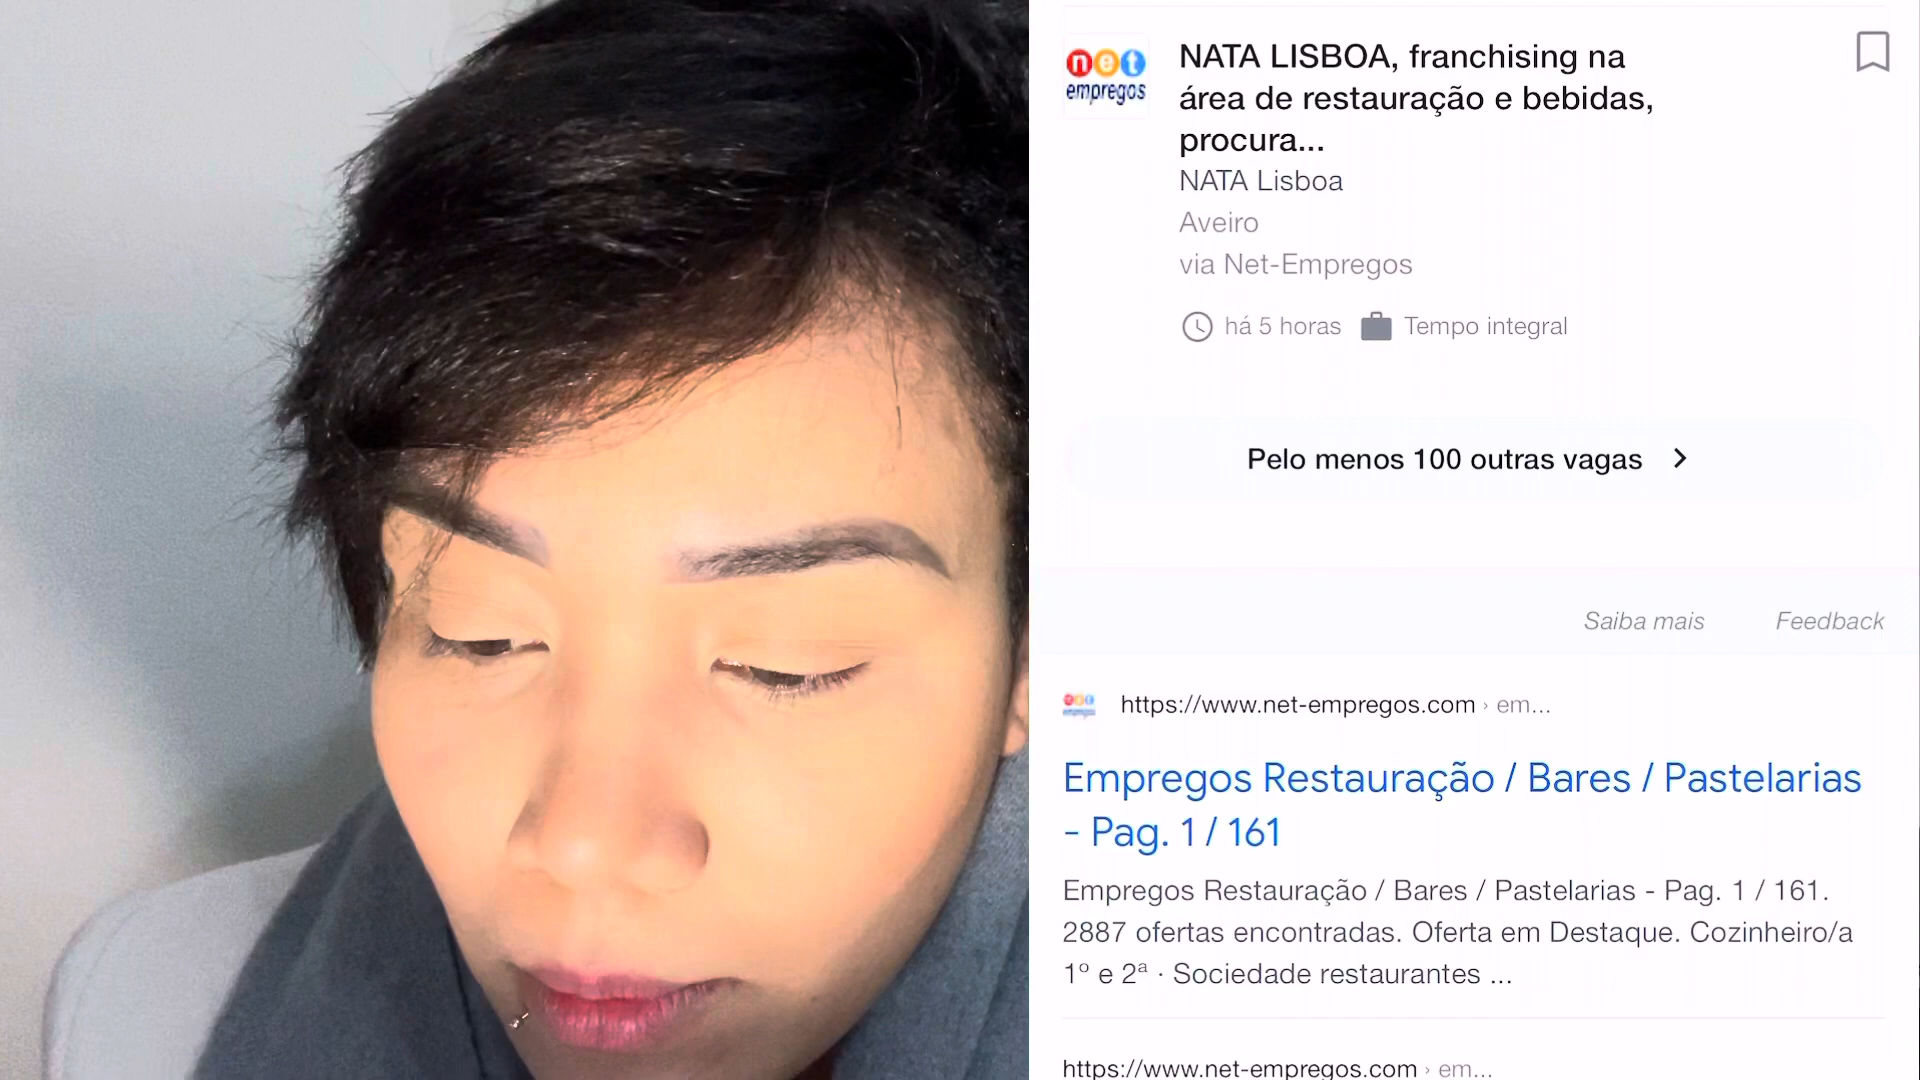 net
empregos
NATA LISBOA, franchising na
área de restauração e bebidas,
procura...
NATA Lisboa
Aveiro
via Net-Empregos
há 5 horas Tempo integral
Pelo menos 100 outras vagas
Saiba mais Feedback
https://www.net-empregos.com › em...
Empregos Restauração / Bares / Pastelarias
- Pag. 1 / 161
Empregos Restauração / Bares / Pastelarias - Pag. 1 / 161.
2887 ofertas encontradas. Oferta em Destaque. Cozinheiro/a
1º e 2ª · Sociedade restaurantes ...
https://www.net-empregos.com › em...